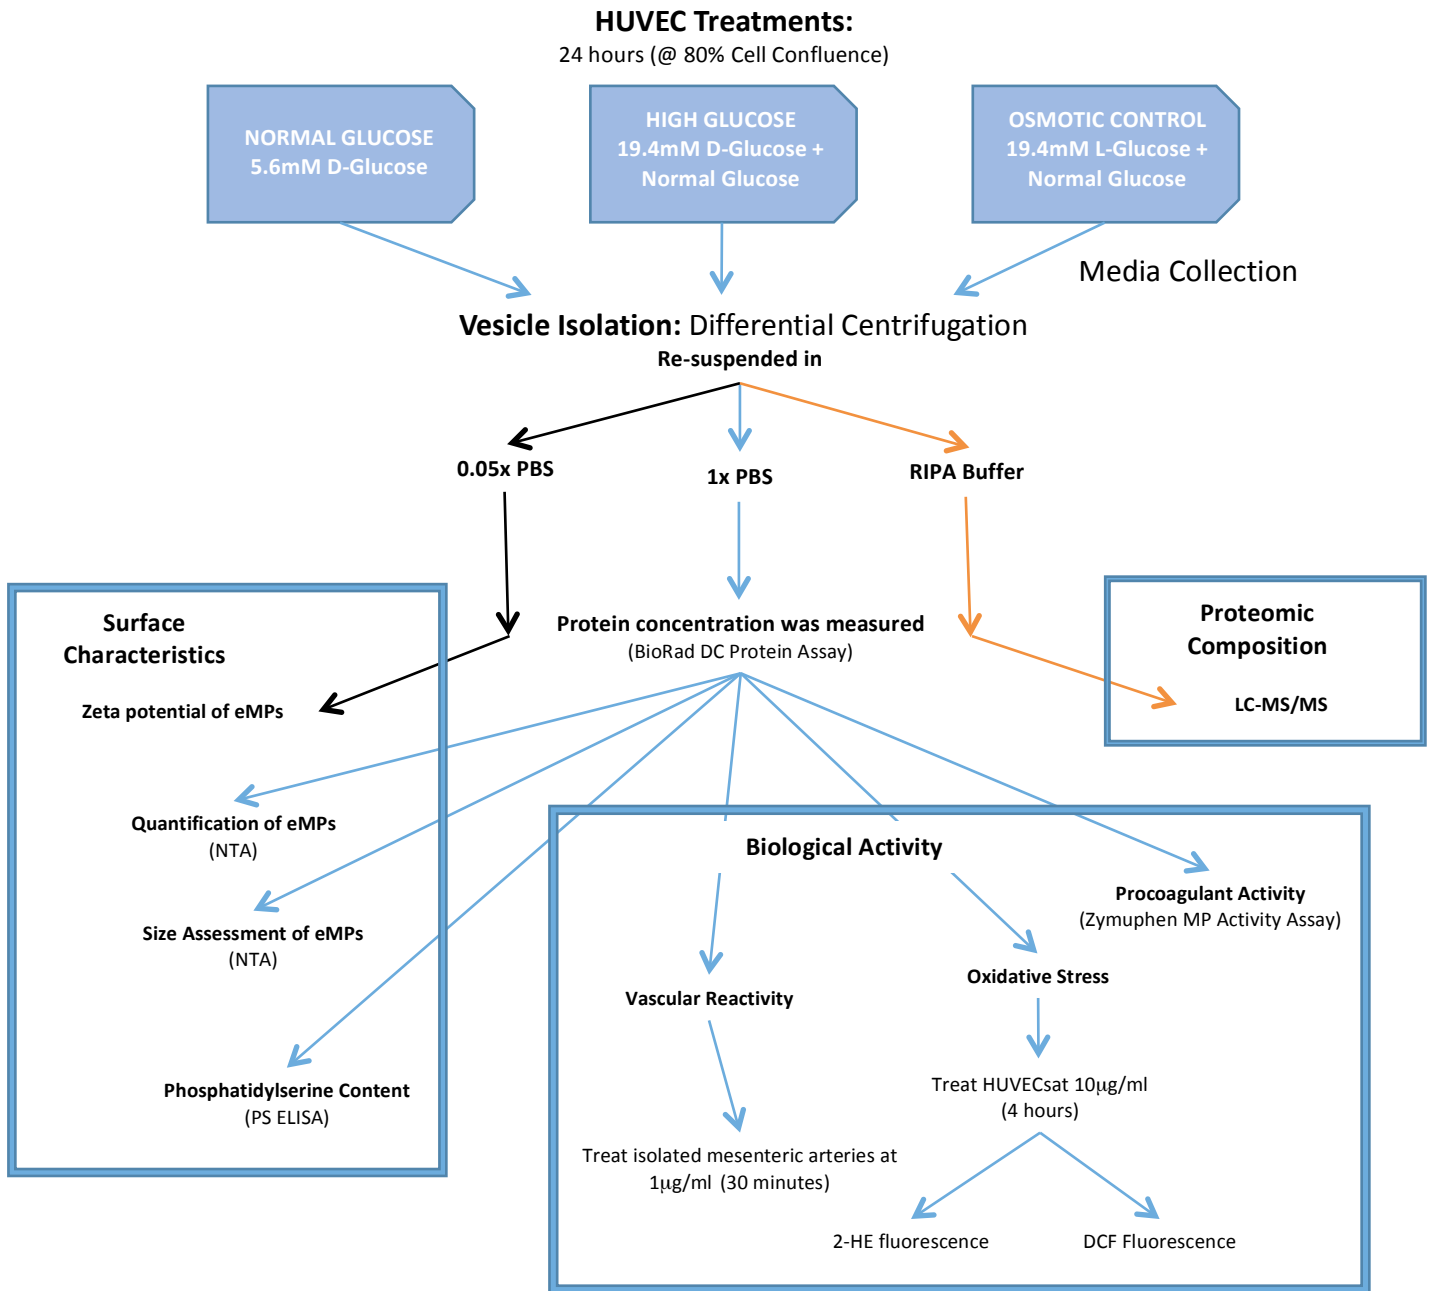 HUVEC Treatments:
24 hours (@ 80% Cell Confluence)
NORMAL GLUCOSE
5.6mM D-Glucose
HIGH GLUCOSE
19.4mM D-Glucose +
Normal Glucose
OSMOTIC CONTROL
19.4mM L-Glucose +
Normal Glucose
Media Collection
Vesicle Isolation: Differential Centrifugation
Re-suspended in
0.05x PBS
1x PBS
RIPA Buffer
Surface
Characteristics
Zeta potential of eMPs
Quantification of eMPs
(NTA)
Size Assessment of eMPs
(NTA)
Phosphatidylserine Content
(PS ELISA)
Protein concentration was measured
(BioRad DC Protein Assay)
Proteomic
Composition
LC-MS/MS
Biological Activity
Procoagulant Activity
(Zymuphen MP Activity Assay)
Oxidative Stress
Vascular Reactivity
Treat HUVECsat 10µg/ml
(4 hours)
Treat isolated mesenteric arteries at
1µg/ml (30 minutes)
2-HE fluorescence
DCF Fluorescence